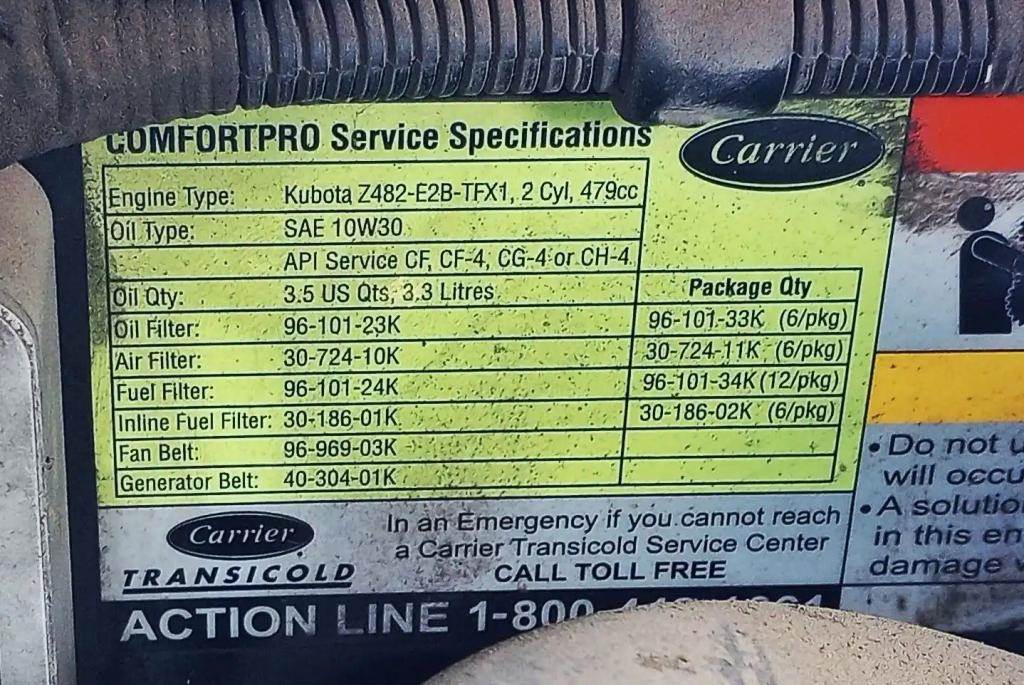 COMFORTPRO Service Specifications
Carrier
Engine Type: Kubota Z482-E2B-TFX1, 2 Cyl, 479cc
Oil Type: SAE 10W30
API Service CF, CF-4, CG-4 or CH-4
Oil Qty: 3.5 US Qts, 3.3 Litres Package Qty
Oil Filter: 96-101-23K 96-101-33K (6/pkg)
Air Filter: 30-724-10K 30-724-11K (6/pkg)
Fuel Filter: 96-101-24K 96-101-34K (12/pkg)
Inline Fuel Filter: 30-186-01K 30-186-02K (6/pkg)
Fan Belt: 96-969-03K
Generator Belt: 40-304-01K
Carrier
TRANSICOLD
In an Emergency if you cannot reach
a Carrier Transicold Service Center
CALL TOLL FREE
ACTION LINE 1-800
• Do not
will
• A
in this
damage